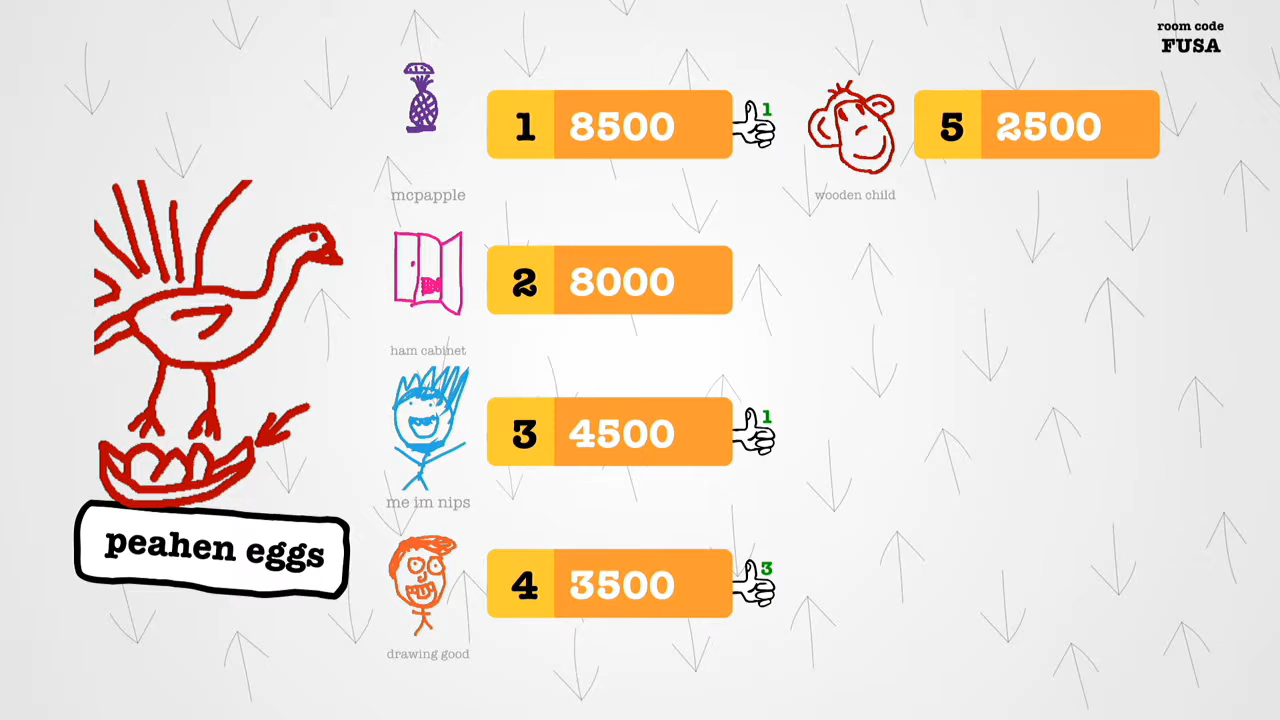 room code
FUSA
1 8500 1
mcpapple
5 2500
wooden child
2 8000
ham cabinet
3 4500 1
me im nips
4 3500 3
drawing good
peahen eggs